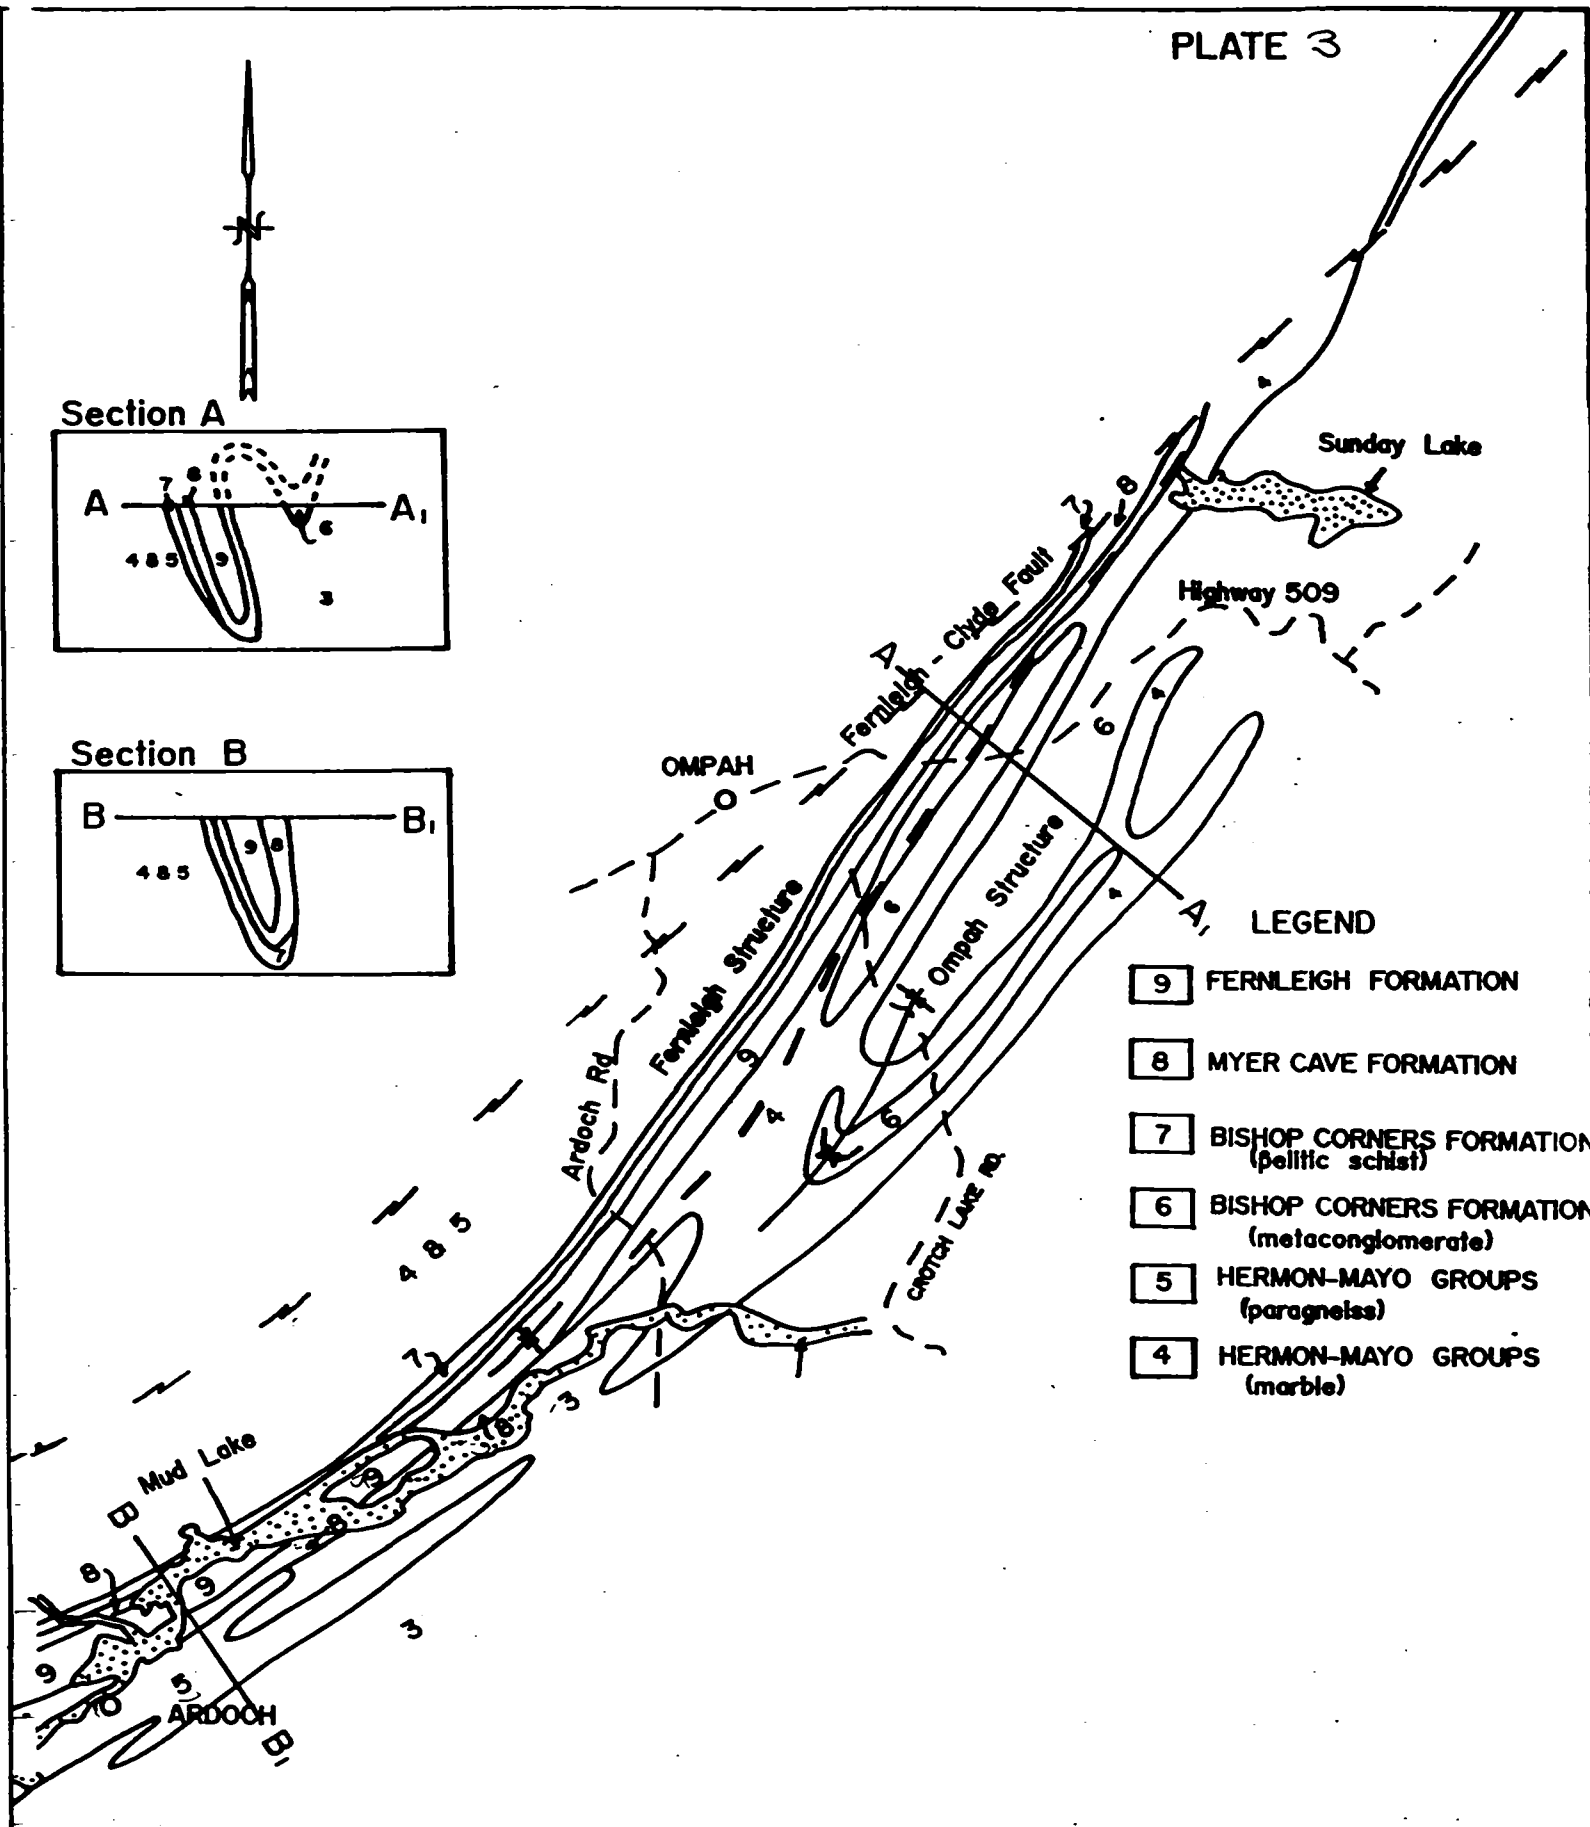 PLATE 3
N
Section A
7 8
A A₁
6
4 8 5 9
3
Section B
B B₁
9 8
4 8 5
7
4
Sunday Lake
7 8
Highway 509
Fernleigh - Clyde Fault
A
4
6
OMPAH
Fernleigh Structure
6
Ompah Structure
4
A₁
Ardoch Rd
9
4
6
CROTCH LAKE RD.
4 8 5
7
3
8
Mud Lake
9
B
8
8
9
3
9
5
ARDOCH
B₁
LEGEND
9 FERNLEIGH FORMATION
8 MYER CAVE FORMATION
7 BISHOP CORNERS FORMATION
(pelitic schist)
6 BISHOP CORNERS FORMATION
(metaconglomerate)
5 HERMON-MAYO GROUPS
(paragneiss)
4 HERMON-MAYO GROUPS
(marble)